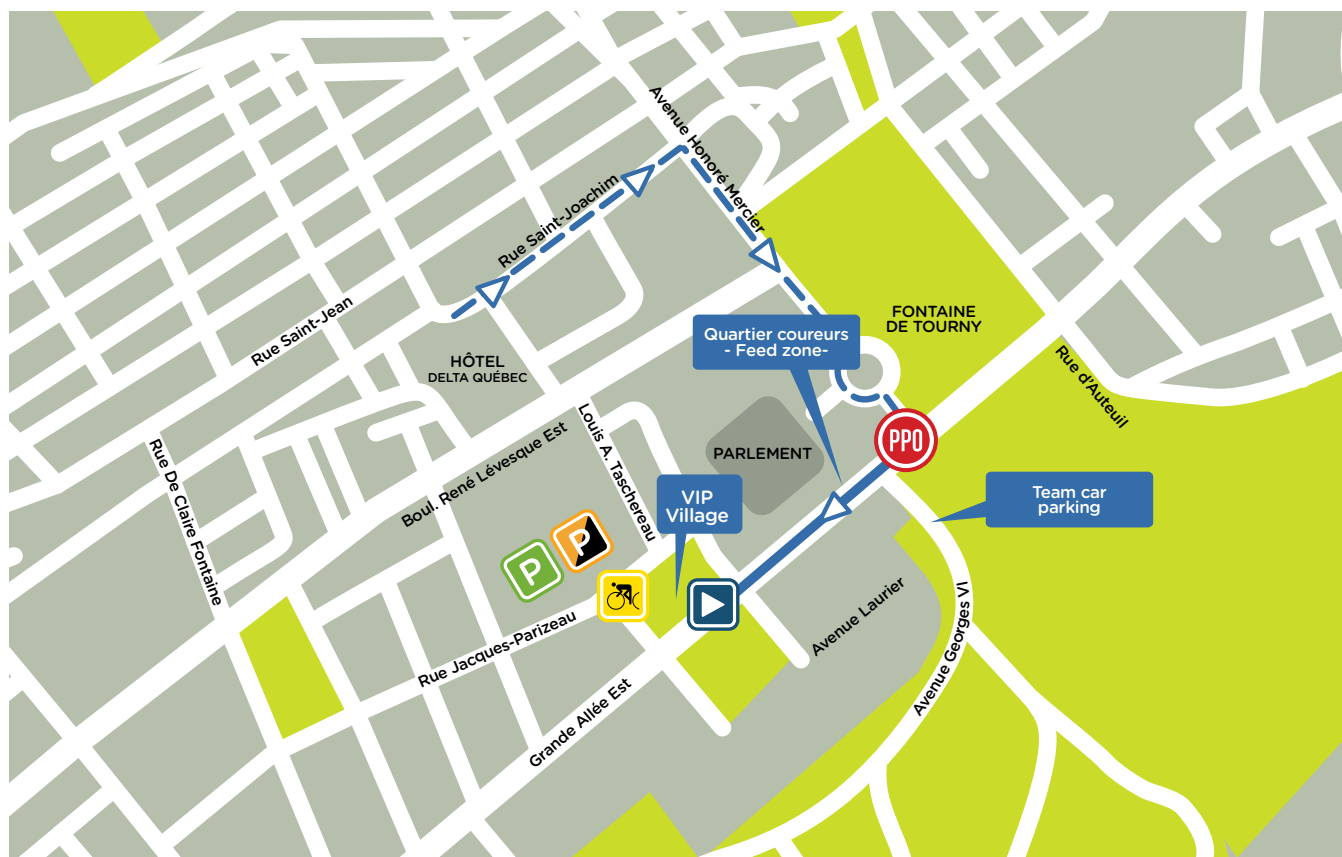 Avenue Honoré Mercier
Rue Saint-Joachim
Rue Saint-Jean
FONTAINE
DE TOURNY
Quartier coureurs
- Feed zone-
HÔTEL
DELTA QUÉBEC
Rue d'Auteuil
Louis A. Taschereau
PPO
PARLEMENT
Rue De Claire Fontaine
Boul. René Lévesque Est
VIP
Village
Team car
parking
P
P
Avenue Laurier
Rue Jacques-Parizeau
Avenue Georges VI
Grande Allée Est